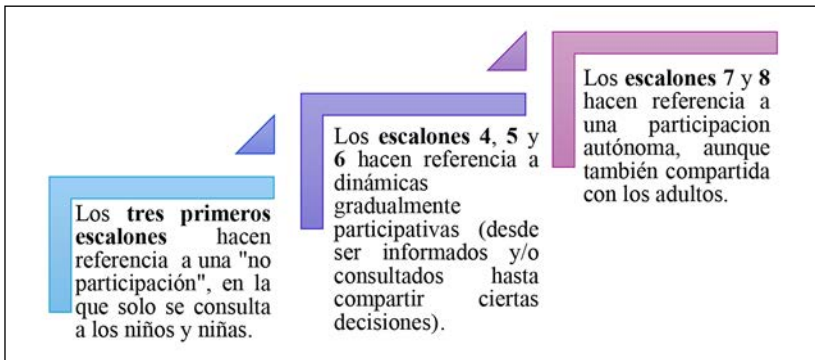 Los tres primeros
escalones hacen
referencia a una "no
participación", en la
que solo se consulta
a los niños y niñas.
Los escalones 4, 5 y
6 hacen referencia a
dinámicas
gradualmente
participativas (desde
ser informados y/o
consultados hasta
compartir ciertas
decisiones).
Los escalones 7 y 8
hacen referencia a
una participacion
autónoma, aunque
también compartida
con los adultos.